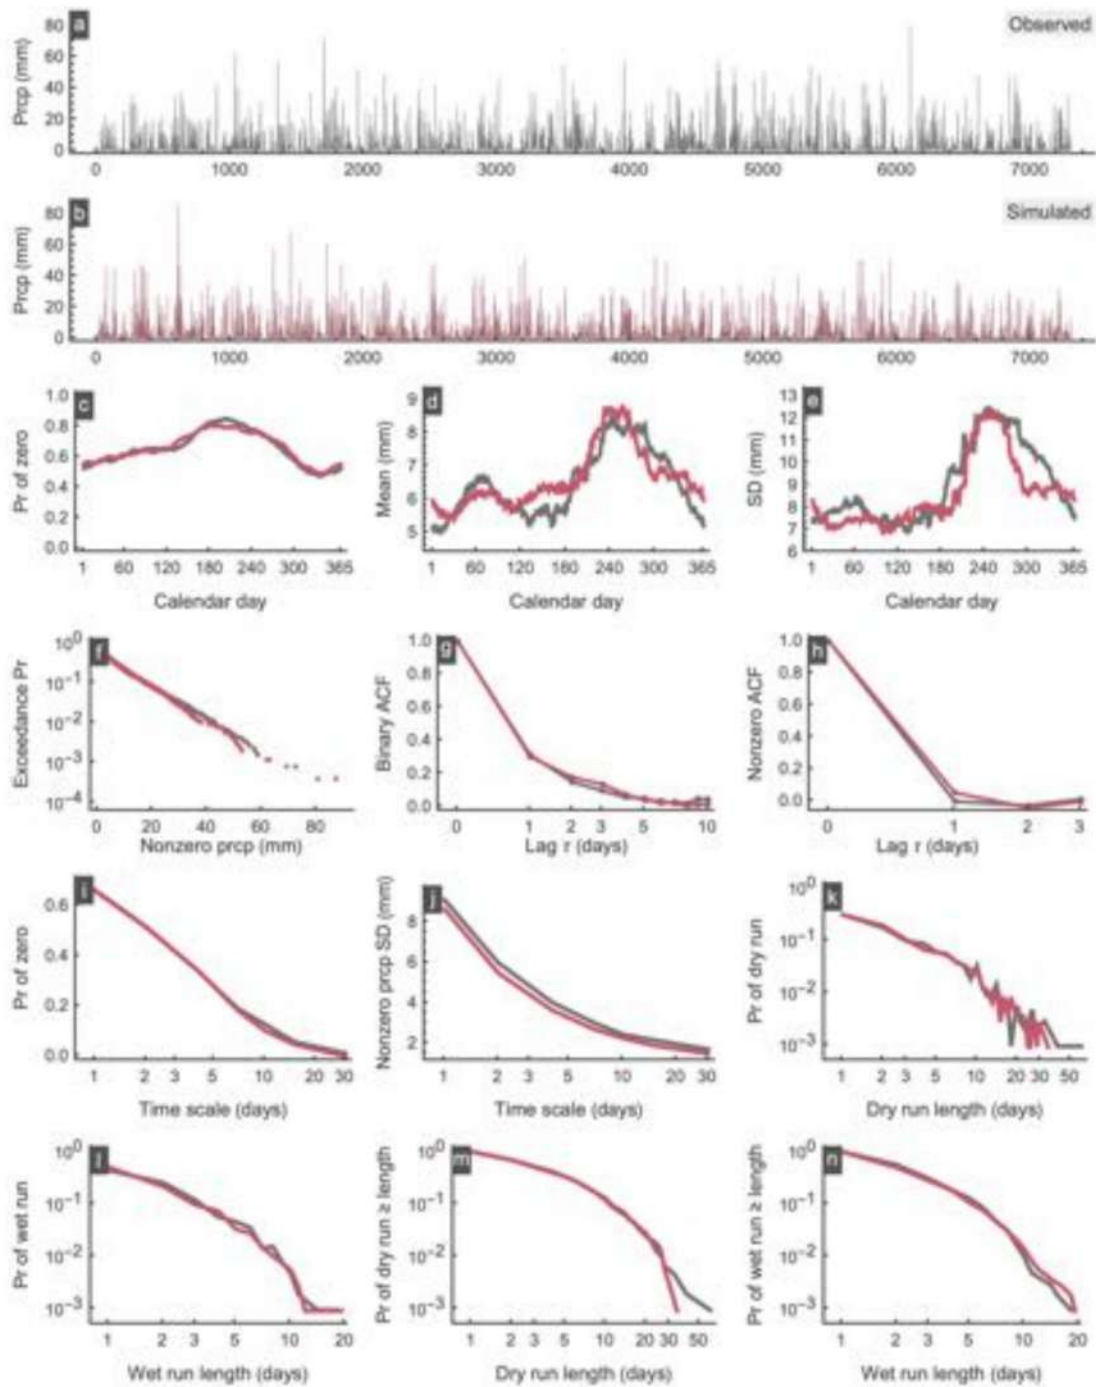 a
Observed
Prcp (mm)
80
60
40
20
0
0 1000 2000 3000 4000 5000 6000 7000
b
Simulated
Prcp (mm)
80
60
40
20
0
0 1000 2000 3000 4000 5000 6000 7000
c
Pr of zero
1.0
0.8
0.6
0.4
0.2
0.0
1 60 120 180 240 300 365
Calendar day
d
Mean (mm)
9
8
7
6
5
1 60 120 180 240 300 365
Calendar day
e
SD (mm)
13
12
11
10
9
8
7
6
1 60 120 180 240 300 365
Calendar day
f
Exceedance Pr
10^0
10^-1
10^-2
10^-3
10^-4
0 20 40 60 80
Nonzero prcp (mm)
g
Binary ACF
1.0
0.8
0.6
0.4
0.2
0.0
0 1 2 3 5 10
Lag τ (days)
h
Nonzero ACF
1.0
0.8
0.6
0.4
0.2
0.0
0 1 2 3
Lag τ (days)
i
Pr of zero
0.6
0.4
0.2
0.0
1 2 3 5 10 20 30
Time scale (days)
j
Nonzero prcp SD (mm)
8
6
4
2
1 2 3 5 10 20 30
Time scale (days)
k
Pr of dry run
10^0
10^-1
10^-2
10^-3
1 2 3 5 10 20 30 50
Dry run length (days)
l
Pr of wet run
10^0
10^-1
10^-2
10^-3
1 2 3 5 10 20
Wet run length (days)
m
Pr of dry run ≥ length
10^0
10^-1
10^-2
10^-3
1 2 3 5 10 20 30 50
Dry run length (days)
n
Pr of wet run ≥ length
10^0
10^-1
10^-2
10^-3
1 2 3 5 10 20
Wet run length (days)